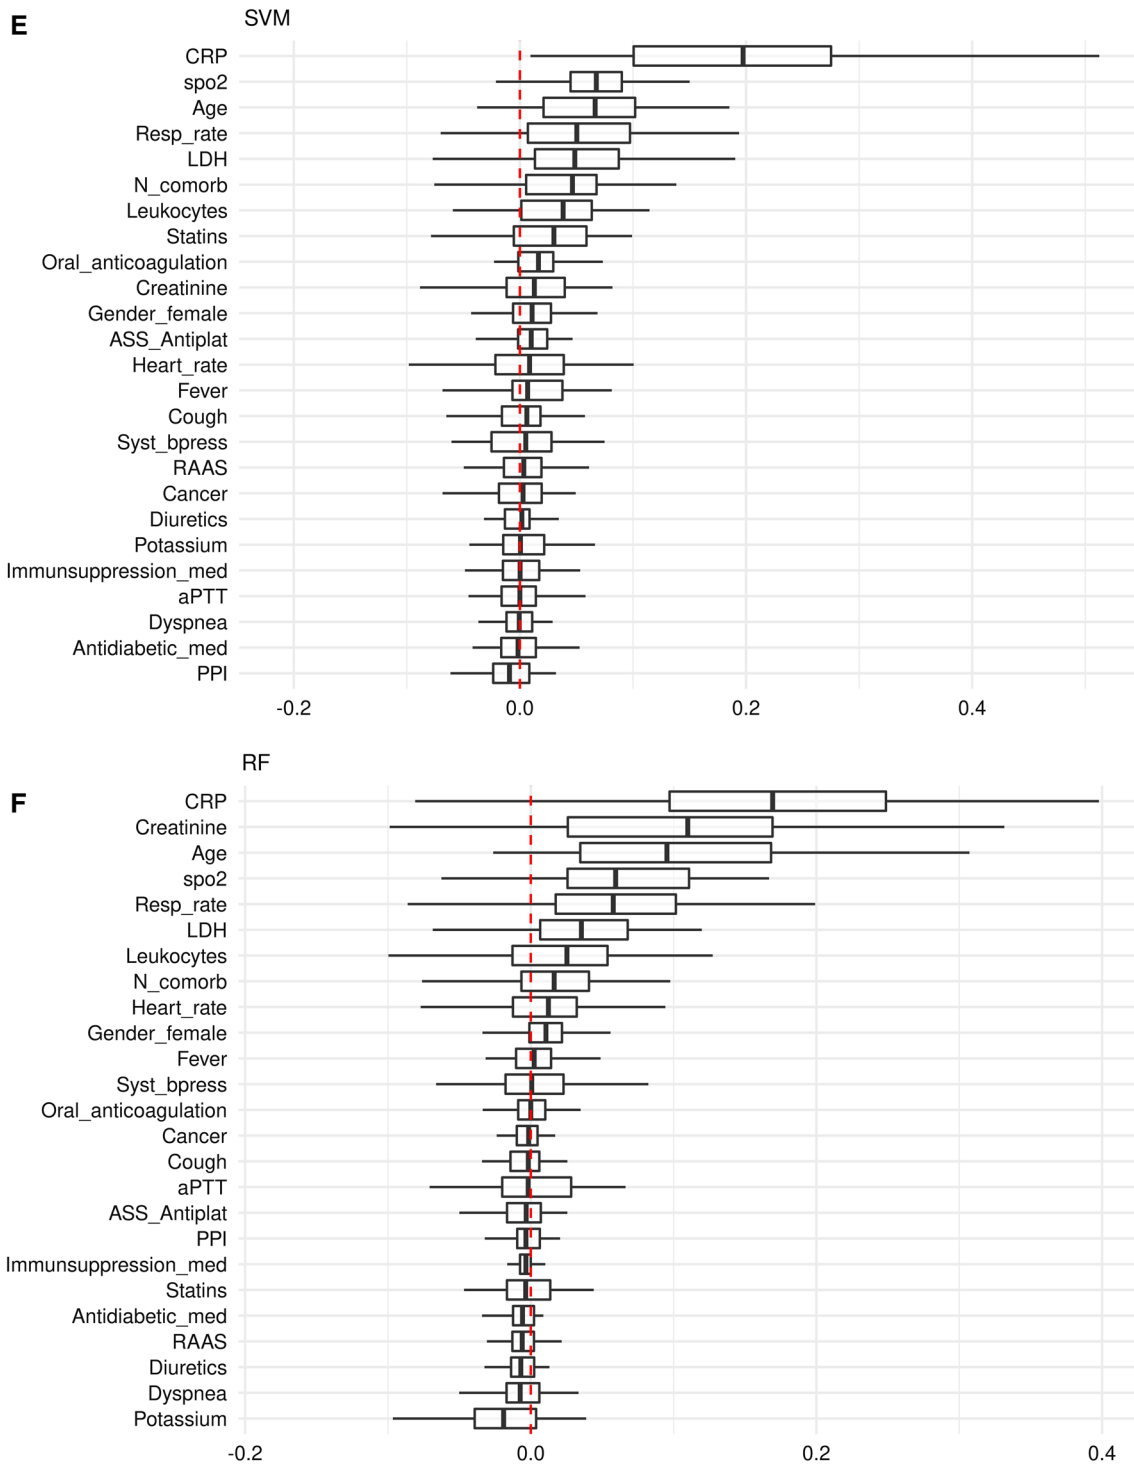 E
SVM
CRP
spo2
Age
Resp_rate
LDH
N_comorb
Leukocytes
Statins
Oral_anticoagulation
Creatinine
Gender_female
ASS_Antiplat
Heart_rate
Fever
Cough
Syst_bpress
RAAS
Cancer
Diuretics
Potassium
Immunsuppression_med
aPTT
Dyspnea
Antidiabetic_med
PPI
-0.2 0.0 0.2 0.4
RF
F
CRP
Creatinine
Age
spo2
Resp_rate
LDH
Leukocytes
N_comorb
Heart_rate
Gender_female
Fever
Syst_bpress
Oral_anticoagulation
Cancer
Cough
aPTT
ASS_Antiplat
PPI
Immunsuppression_med
Statins
Antidiabetic_med
RAAS
Diuretics
Dyspnea
Potassium
-0.2 0.0 0.2 0.4